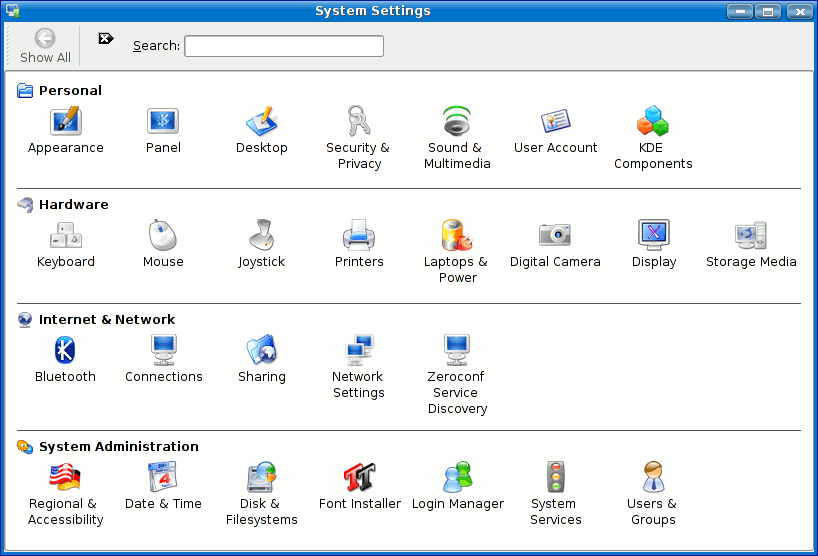 System Settings
Show All
Search:
Personal
Appearance
Panel
Desktop
Security &
Privacy
Sound &
Multimedia
User Account
KDE
Components
Hardware
Keyboard
Mouse
Joystick
Printers
Laptops &
Power
Digital Camera
Display
Storage Media
Internet & Network
Bluetooth
Connections
Sharing
Network
Settings
Zeroconf
Service
Discovery
System Administration
Regional &
Accessibility
Date & Time
Disk &
Filesystems
Font Installer
Login Manager
System
Services
Users &
Groups